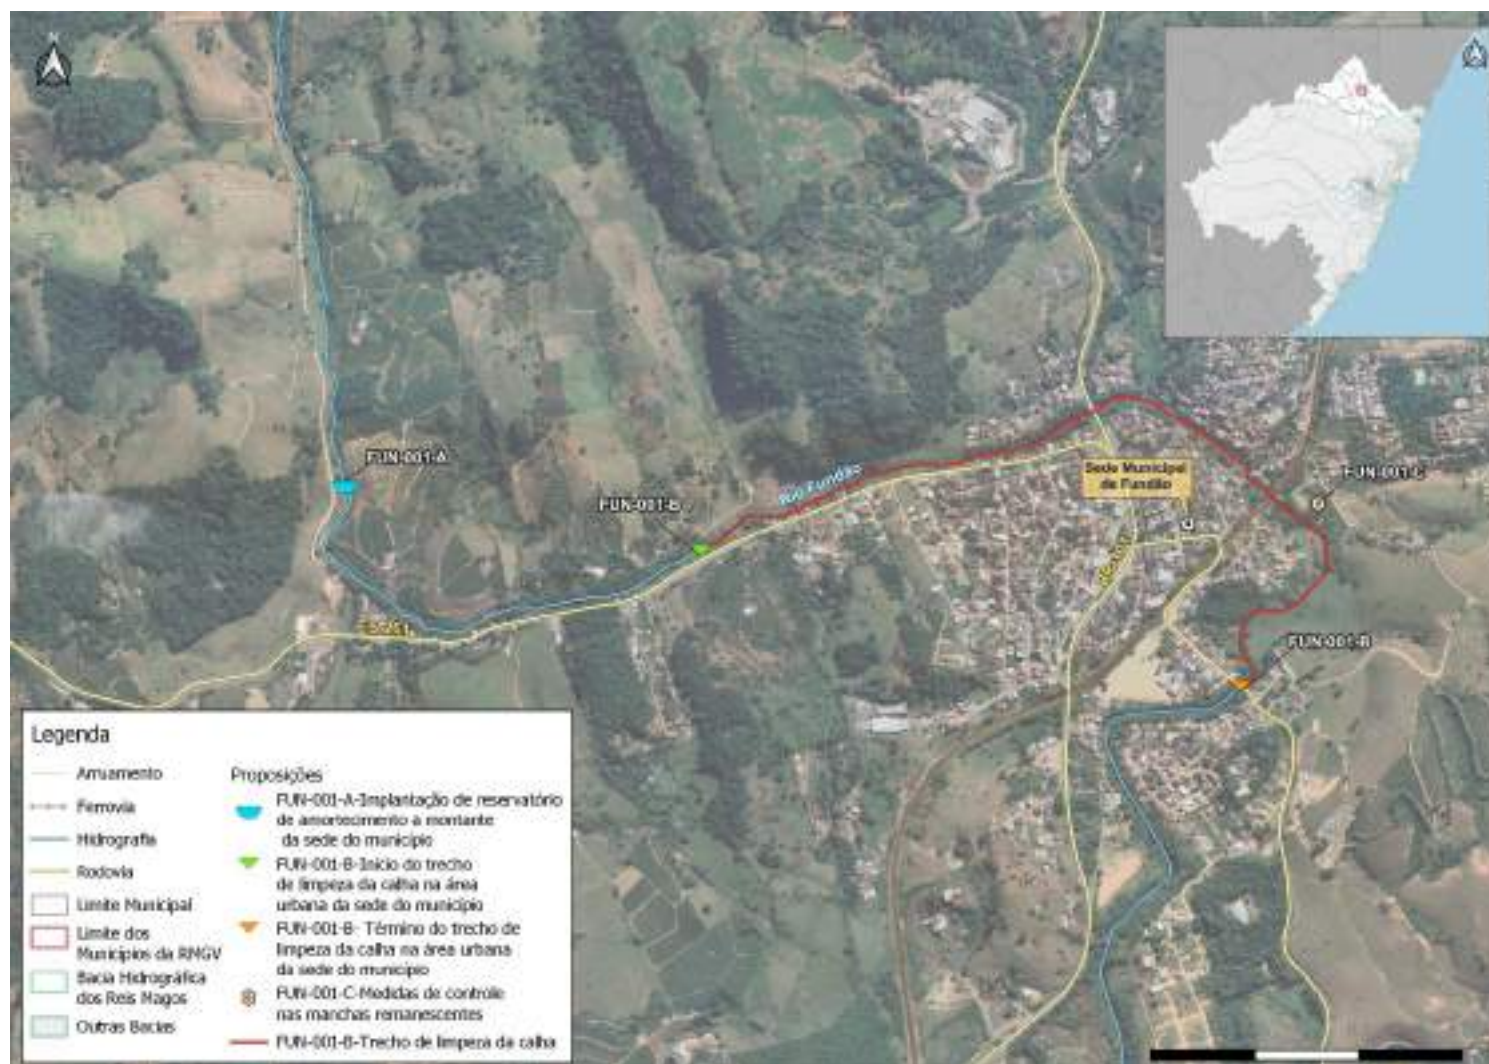 N
FUN-001-A
FUN-001-B
Rio Fundão
Sede Municipal
de Fundão
FUN-001-C
FUN-001-B
Legenda
Arruamento
Ferrovia
Hidrografia
Rodovia
Limite Municipal
Limite dos
Municípios da RMGV
Bacia Hidrográfica
dos Reis Magos
Outras Bacias
Proposições
FUN-001-A-Implantação de reservatório
de amortecimento a montante
da sede do município
FUN-001-B-Início do trecho
de limpeza da calha na área
urbana da sede do município
FUN-001-B- Término do trecho de
limpeza da calha na área urbana
da sede do município
FUN-001-C-Medidas de controle
nas manchas remanescentes
FUN-001-B-Trecho de limpeza da calha